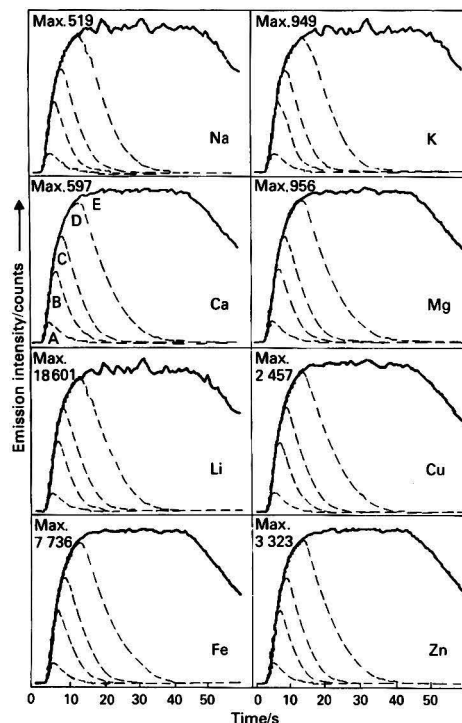 Max.519
Na
Max.949
K
Max.597
E
D
C
B
A
Ca
Max.956
Mg
Max.
18601
Li
Max.
2 457
Cu
Max.
7 736
Fe
Max.
3 323
Zn
Emission intensity/counts
0 10 20 30 40 50 0 10 20 30 40 50
Time/s